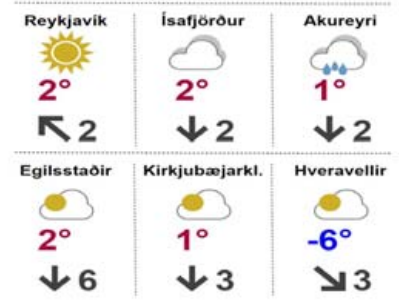 Reykjavík Ísafjörður Akureyri
2° 2° 1°
2 2 2
Egilsstaðir Kirkjubæjarkl. Hveravellir
2° 1° -6°
6 3 3